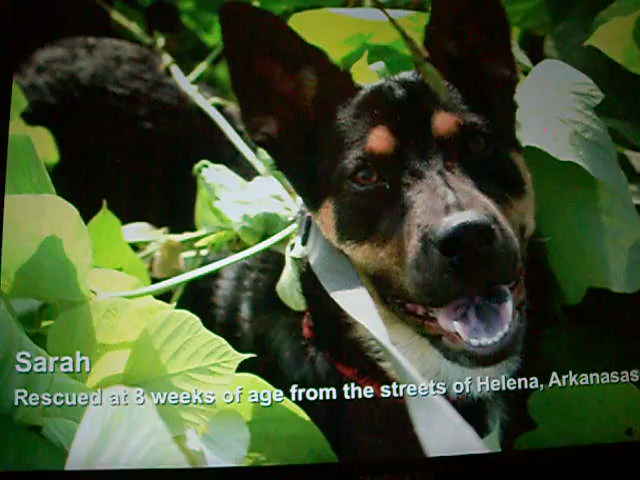 Sarah
Rescued at 8 weeks of age from the streets of Helena, Arkanasas